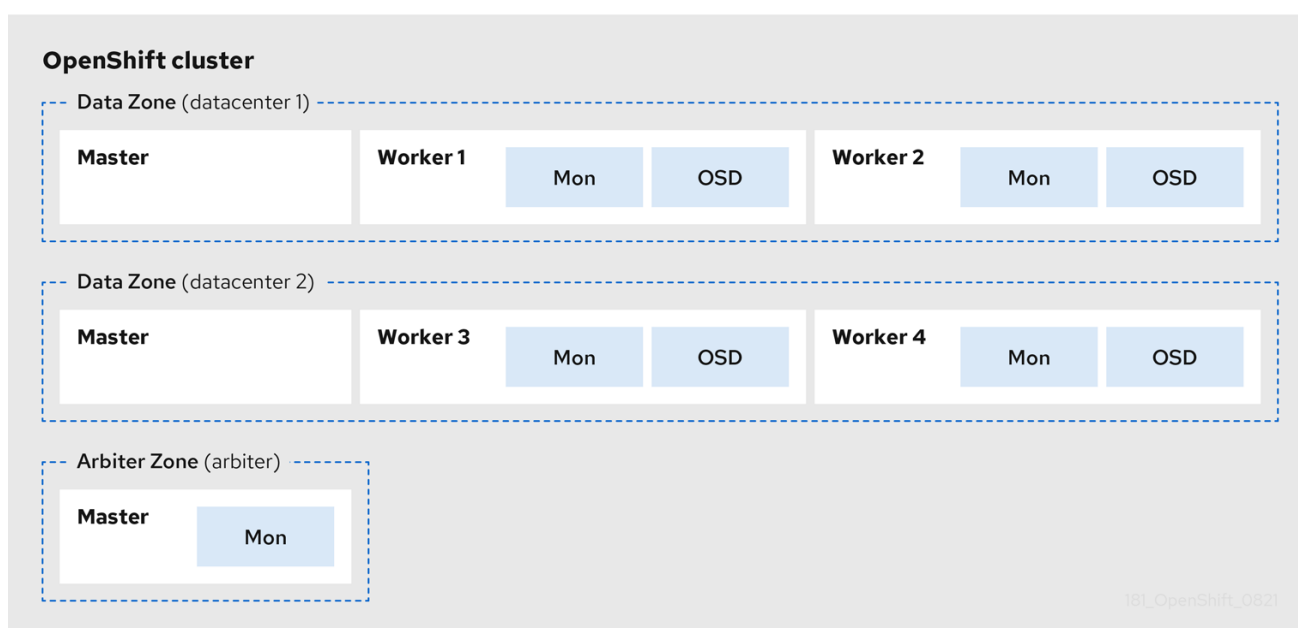 OpenShift cluster
Data Zone (datacenter 1)
Master
Worker 1
Mon
OSD
Worker 2
Mon
OSD
Data Zone (datacenter 2)
Master
Worker 3
Mon
OSD
Worker 4
Mon
OSD
Arbiter Zone (arbiter)
Master
Mon
181_OpenShift_0821